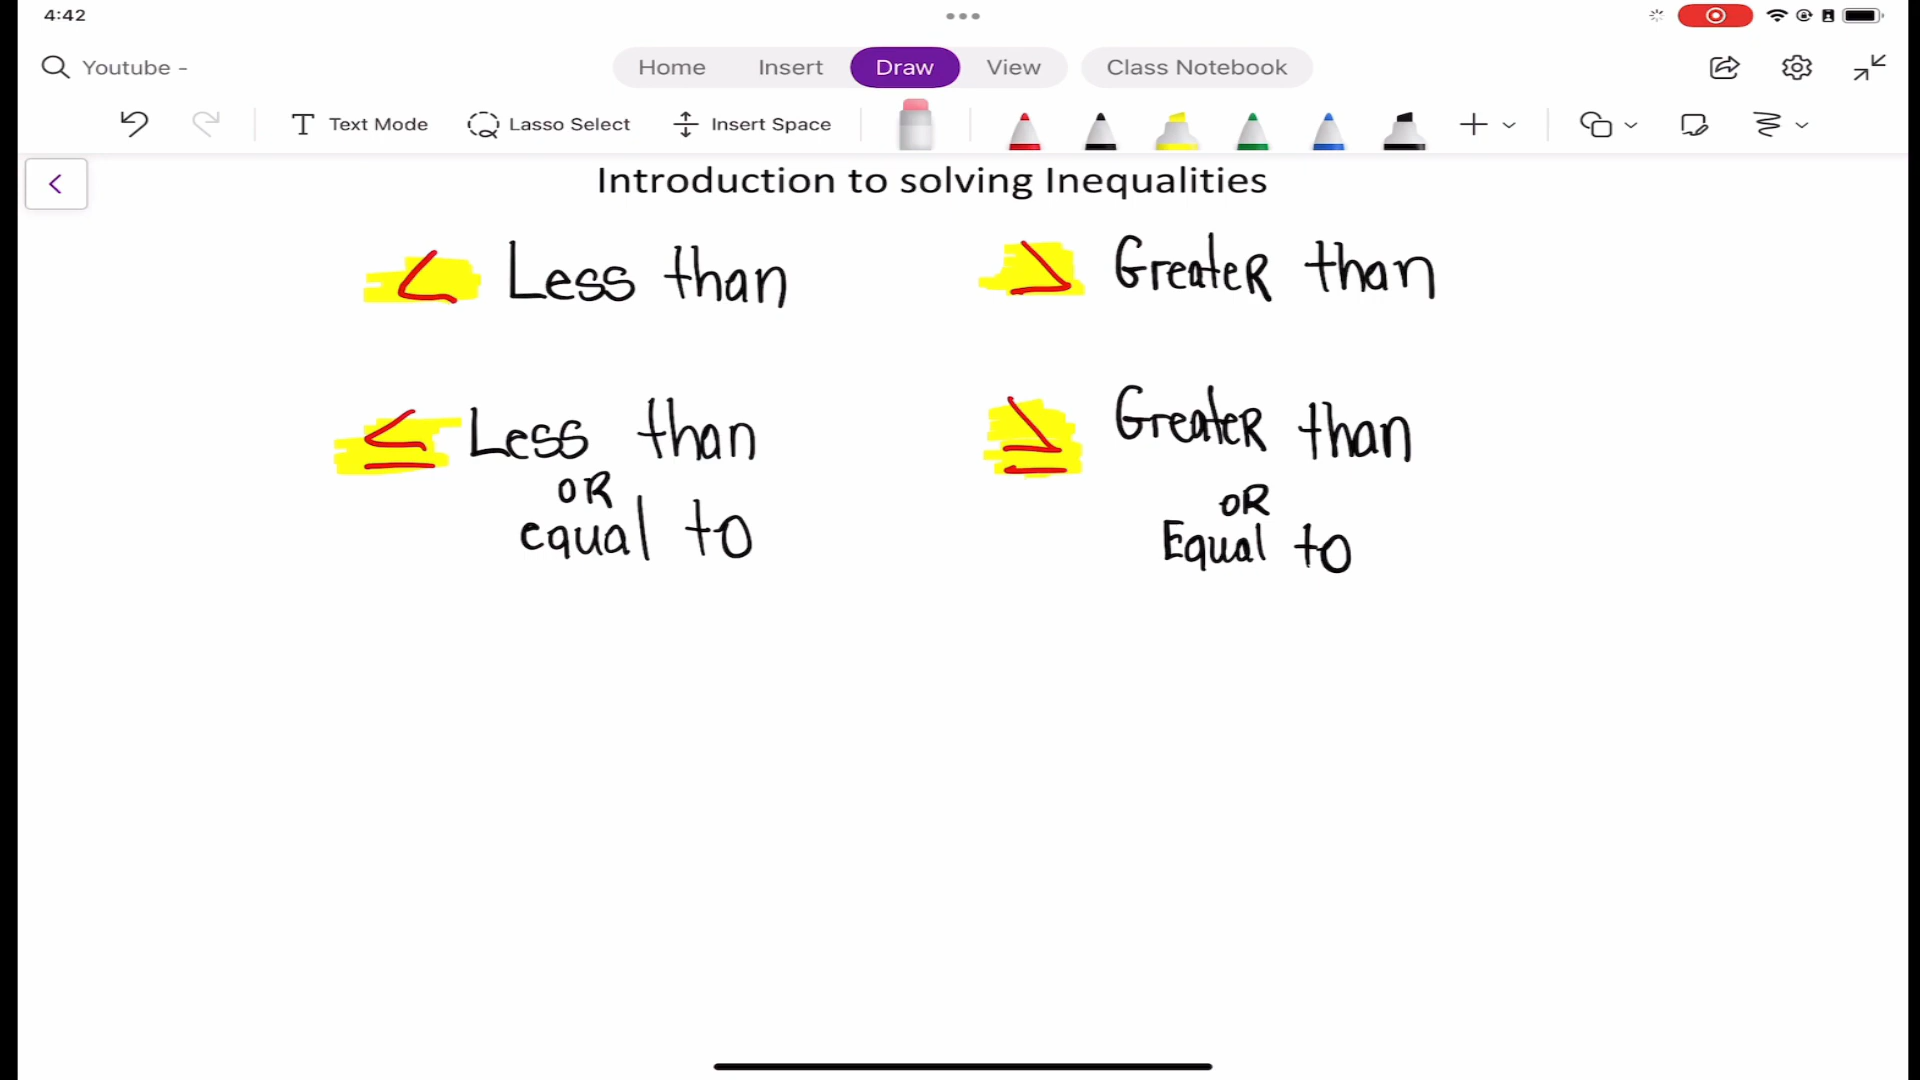 4:42
Youtube -
Home Insert Draw View Class Notebook
T Text Mode Lasso Select Insert Space
Introduction to solving Inequalities
< Less than
> Greater than
≤ Less than
OR
equal to
≥ Greater than
OR
Equal to